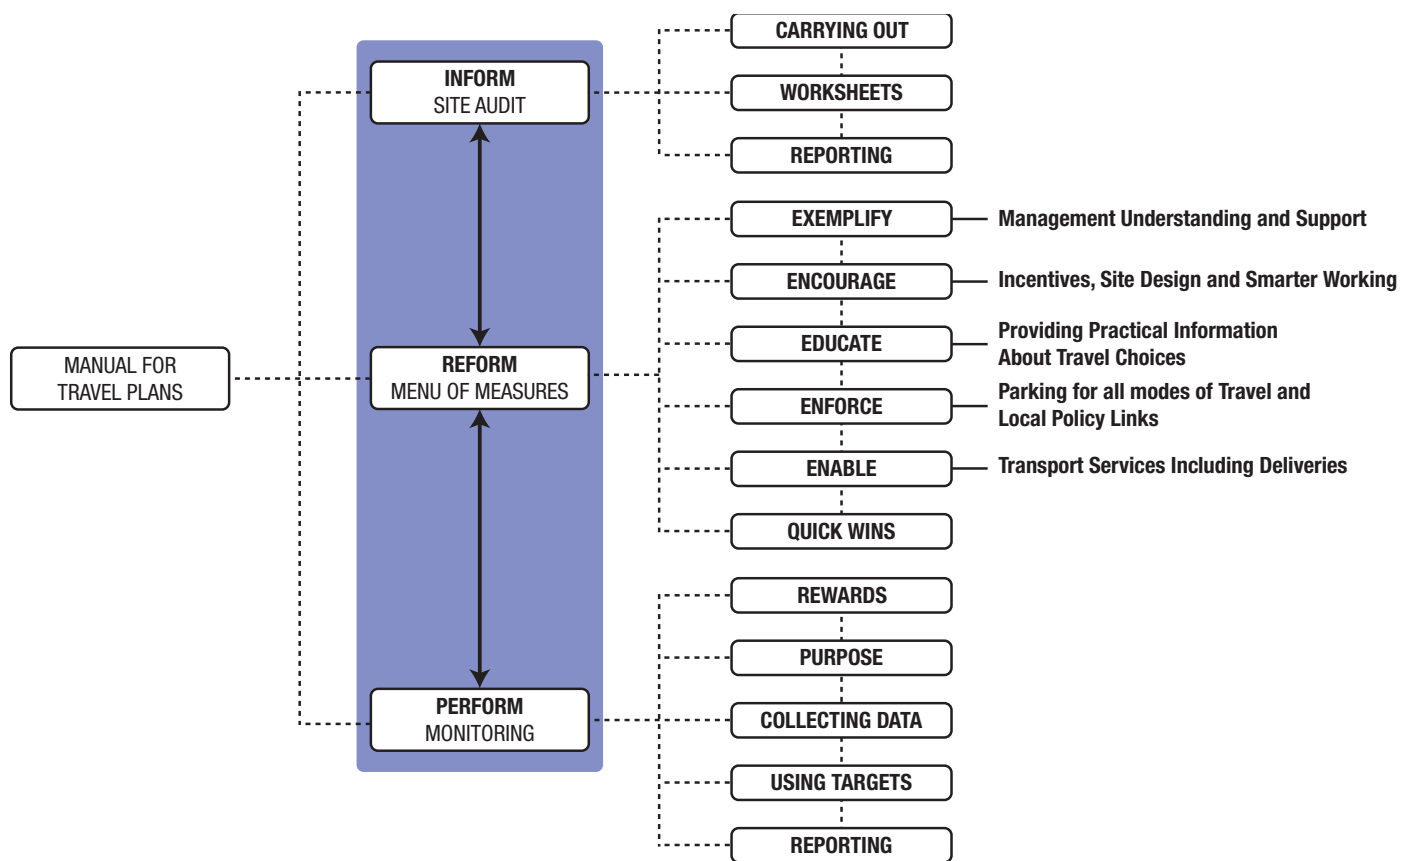 MANUAL FOR
TRAVEL PLANS
INFORM
SITE AUDIT
CARRYING OUT
WORKSHEETS
REPORTING
REFORM
MENU OF MEASURES
EXEMPLIFY
Management Understanding and Support
ENCOURAGE
Incentives, Site Design and Smarter Working
EDUCATE
Providing Practical Information
About Travel Choices
ENFORCE
Parking for all modes of Travel and
Local Policy Links
ENABLE
Transport Services Including Deliveries
QUICK WINS
PERFORM
MONITORING
REWARDS
PURPOSE
COLLECTING DATA
USING TARGETS
REPORTING